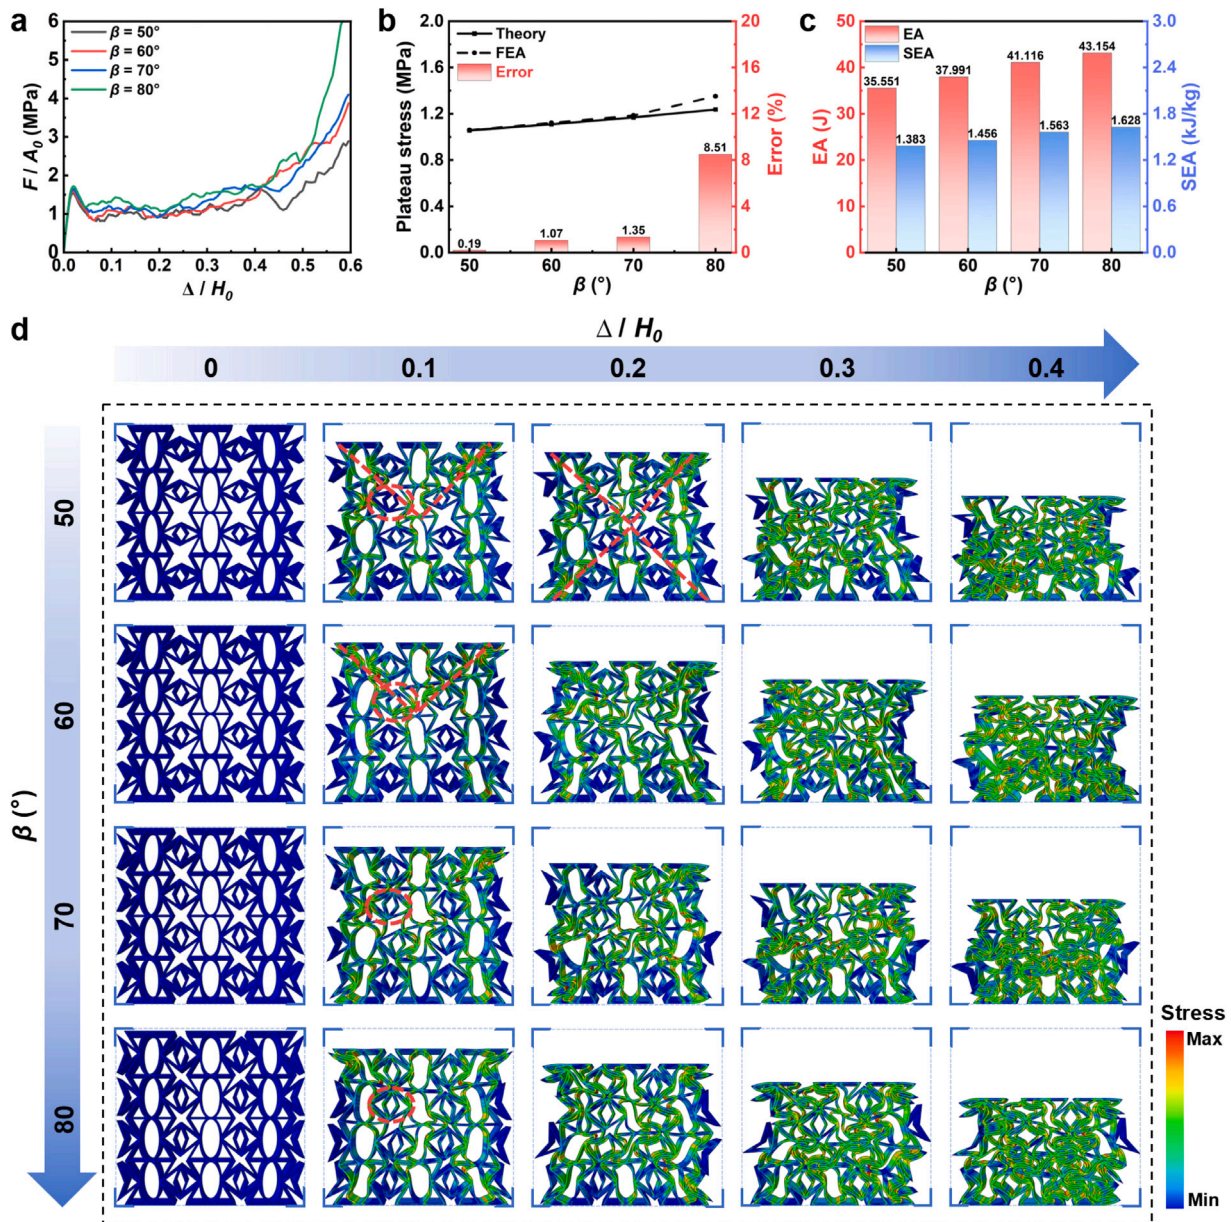 a
6
5
4
3
2
1
0
F / A₀ (MPa)
β = 50°
β = 60°
β = 70°
β = 80°
0.0 0.1 0.2 0.3 0.4 0.5 0.6
Δ / H₀
b
2.0
1.6
1.2
0.8
0.4
0.0
Plateau stress (MPa)
Theory
FEA
Error
0.19 1.07 1.35 8.51
20
16
12
8
4
0
Error (%)
50 60 70 80
β (°)
c
50
40
30
20
10
0
EA (J)
EA
SEA
35.551 37.991 41.116 43.154
1.383 1.456 1.563 1.628
3.0
2.4
1.8
1.2
0.6
0.0
SEA (kJ/kg)
50 60 70 80
β (°)
d
Δ / H₀
0 0.1 0.2 0.3 0.4
β (°)
50
60
70
80
Stress
Max
Min